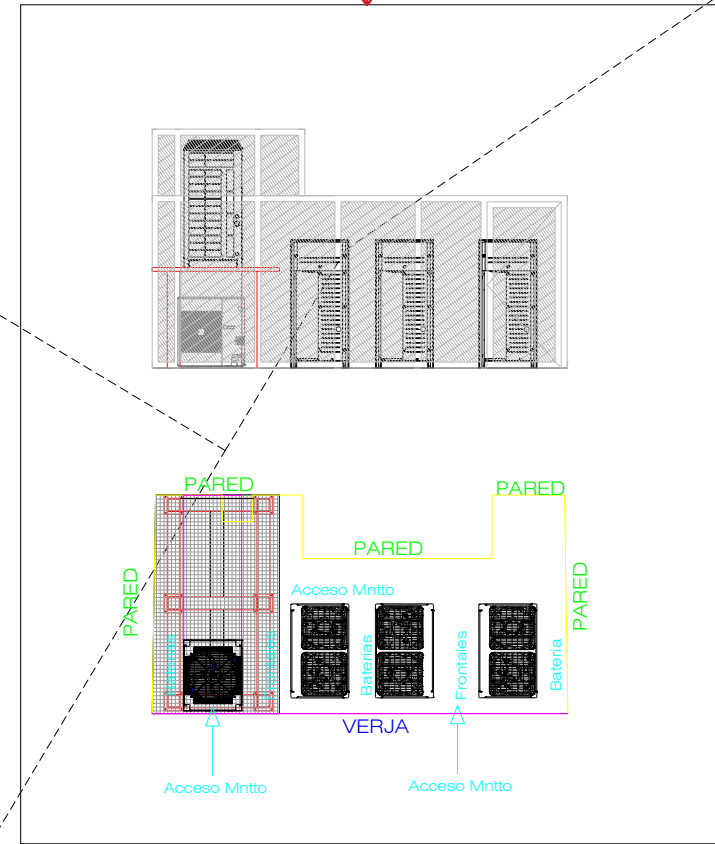 PARED
PARED
PARED
PARED
PARED
Acceso Mntto
Baterias
Frontales
Bateria
VERJA
Acceso Mntto
Acceso Mntto